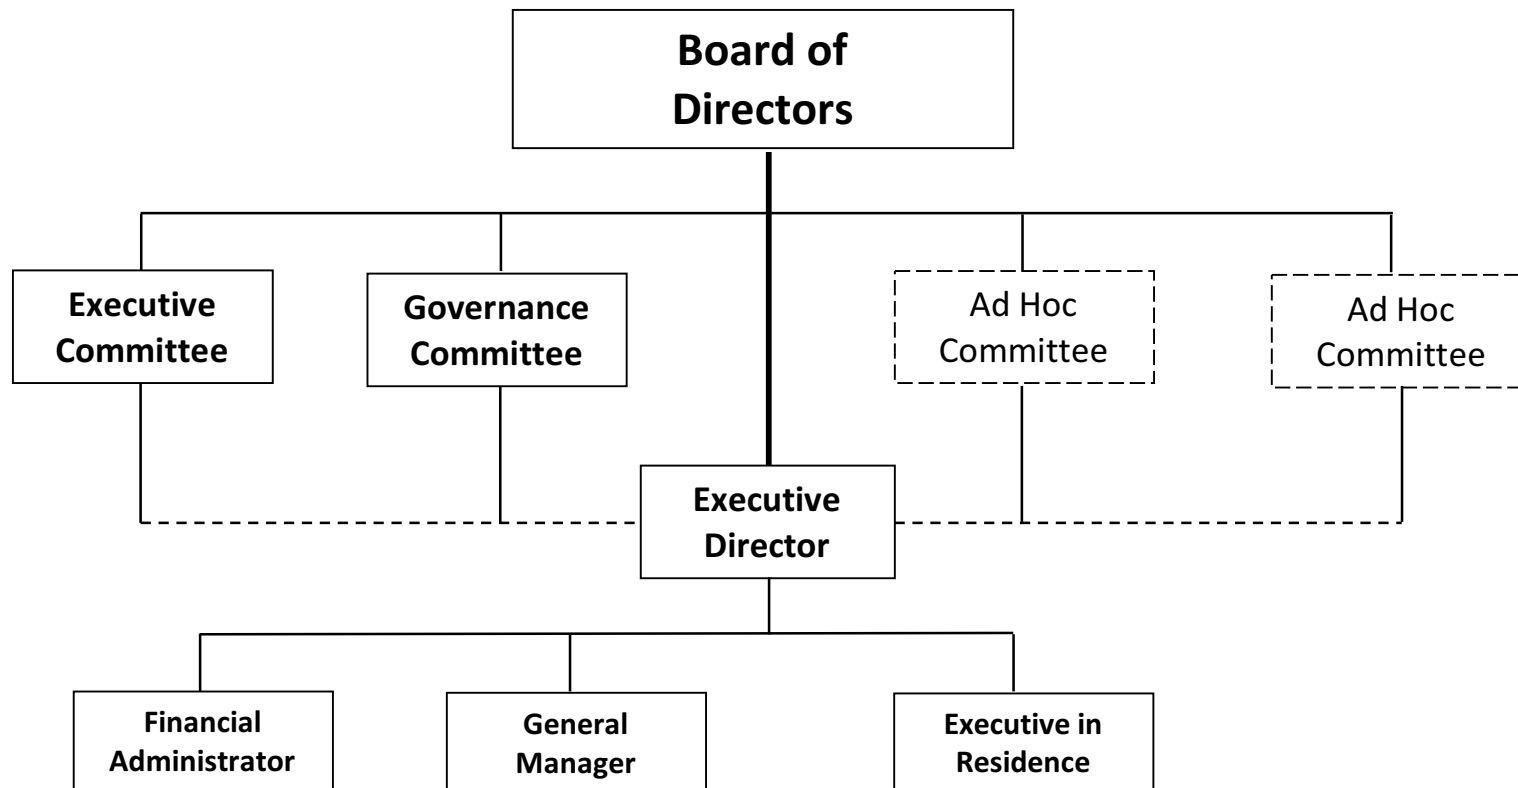 Board of
Directors
Executive
Committee
Governance
Committee
Ad Hoc
Committee
Ad Hoc
Committee
Executive
Director
Financial
Administrator
General
Manager
Executive in
Residence